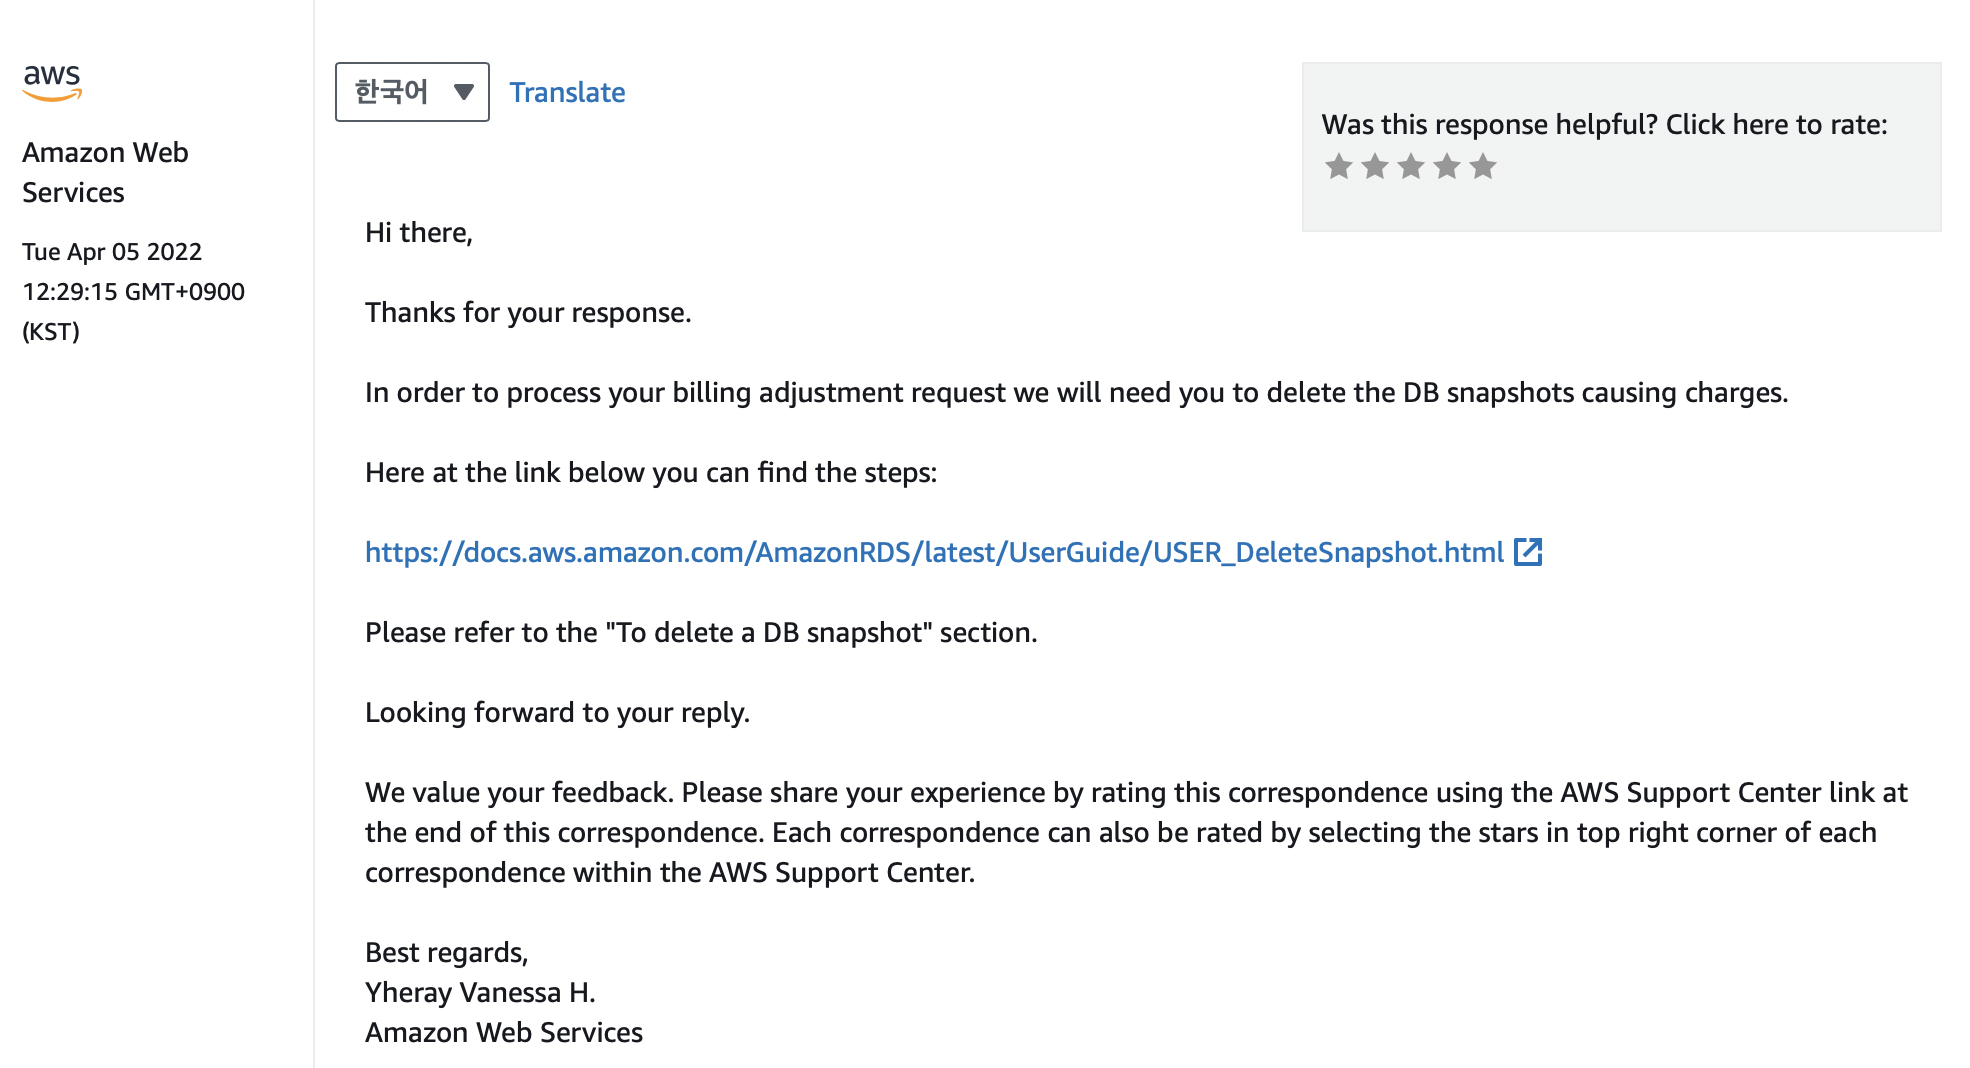 aws
Amazon Web
Services
Tue Apr 05 2022
12:29:15 GMT+0900
(KST)
한국어
Translate
Was this response helpful? Click here to rate:
Hi there,
Thanks for your response.
In order to process your billing adjustment request we will need you to delete the DB snapshots causing charges.
Here at the link below you can find the steps:
https://docs.aws.amazon.com/AmazonRDS/latest/UserGuide/USER_DeleteSnapshot.html
Please refer to the "To delete a DB snapshot" section.
Looking forward to your reply.
We value your feedback. Please share your experience by rating this correspondence using the AWS Support Center link at
the end of this correspondence. Each correspondence can also be rated by selecting the stars in top right corner of each
correspondence within the AWS Support Center.
Best regards,
Yheray Vanessa H.
Amazon Web Services